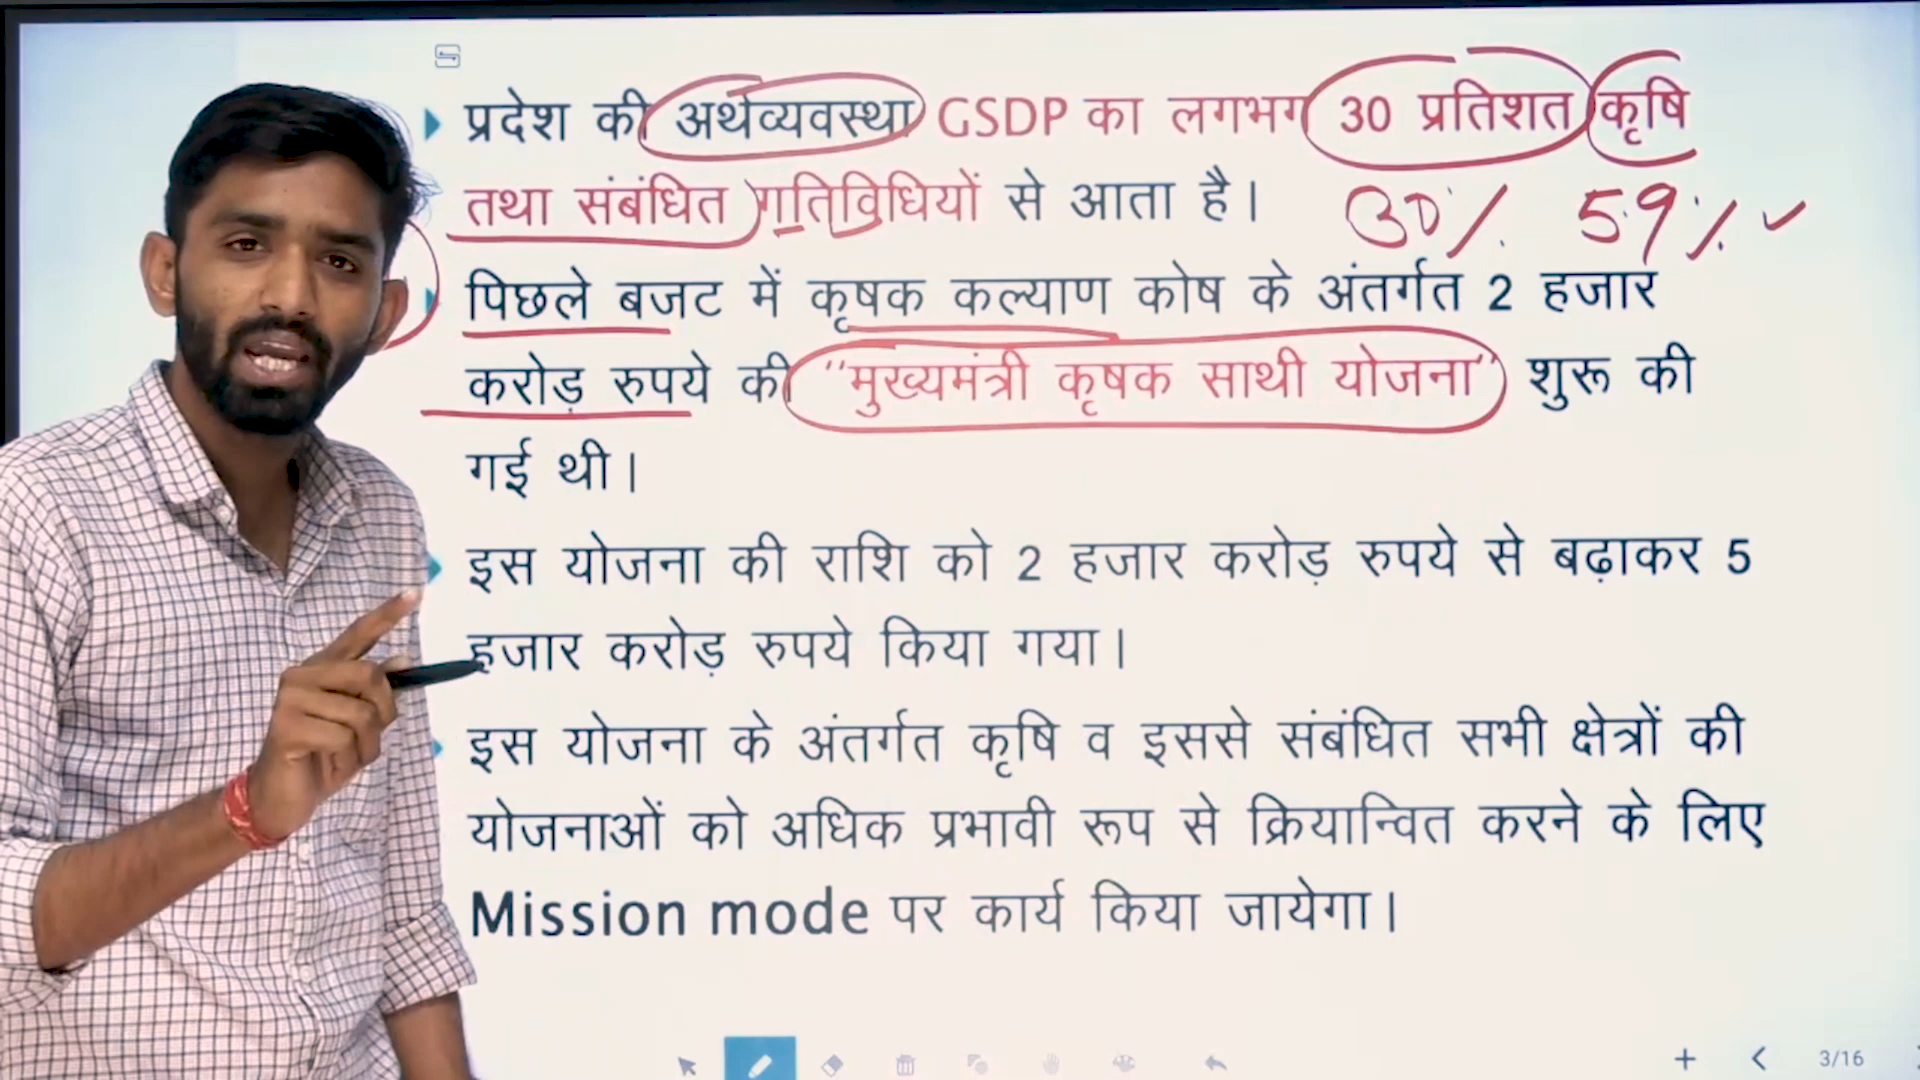 प्रदेश की अर्थव्यवस्था GSDP का लगभग 30 प्रतिशत कृषि
तथा संबंधित गतिविधियों से आता है।
30% 59%
पिछले बजट में कृषक कल्याण कोष के अंतर्गत 2 हजार
करोड़ रुपये की "मुख्यमंत्री कृषक साथी योजना" शुरू की
गई थी।
इस योजना की राशि को 2 हजार करोड़ रुपये से बढ़ाकर 5
हजार करोड़ रुपये किया गया।
इस योजना के अंतर्गत कृषि व इससे संबंधित सभी क्षेत्रों की
योजनाओं को अधिक प्रभावी रूप से क्रियान्वित करने के लिए
Mission mode पर कार्य किया जायेगा।
3/16